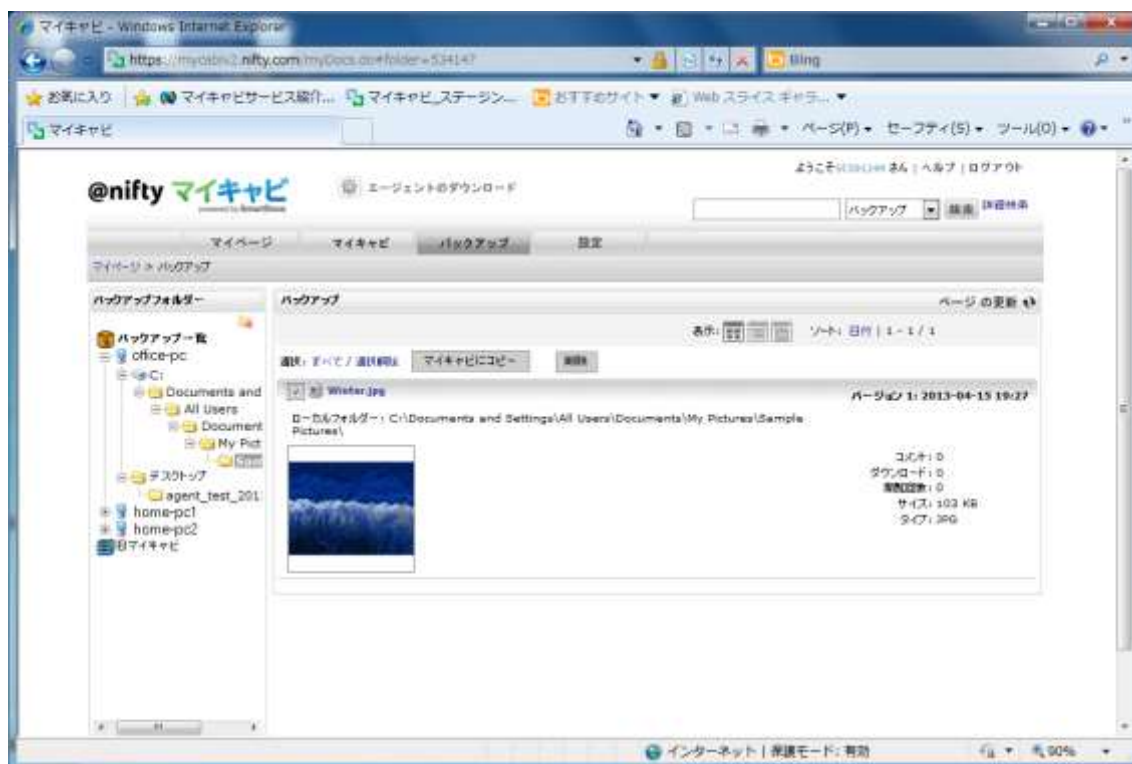 マイキャビ - Windows Internet Explorer
Bing
お気に入り マイキャビサービス紹介... マイキャビ_ステージン... おすすめサイト Web スライス ギャラ...
マイキャビ
ページ(P) セーフティ(S) ツール(O)
ようこそ さん | ヘルプ | ログアウト
@nifty マイキャビ
エージェントのダウンロード
バックアップ 検索 詳細検索
マイページ マイキャビ バックアップ 設定
マイページ > バックアップ
バックアップフォルダー
バックアップ一覧
office-pc
C:
Documents and
All Users
Document
My Pict
デスクトップ
agent_test_201
home-pc1
home-pc2
旧マイキャビ
バックアップ
ページ の更新
表示: ソート: 日付 | 1 - 1 / 1
選択: すべて / 選択解除 マイキャビにコピー 削除
Winter.jpg
バージョン 1: 2013-04-15 19:27
ローカルフォルダー: C:\Documents and Settings\All Users\Documents\My Pictures\Sample
Pictures\
コメント: 0
ダウンロード: 0
閲覧回数: 0
サイズ: 103 KB
タイプ: JPG
インターネット | 保護モード: 有効
90%